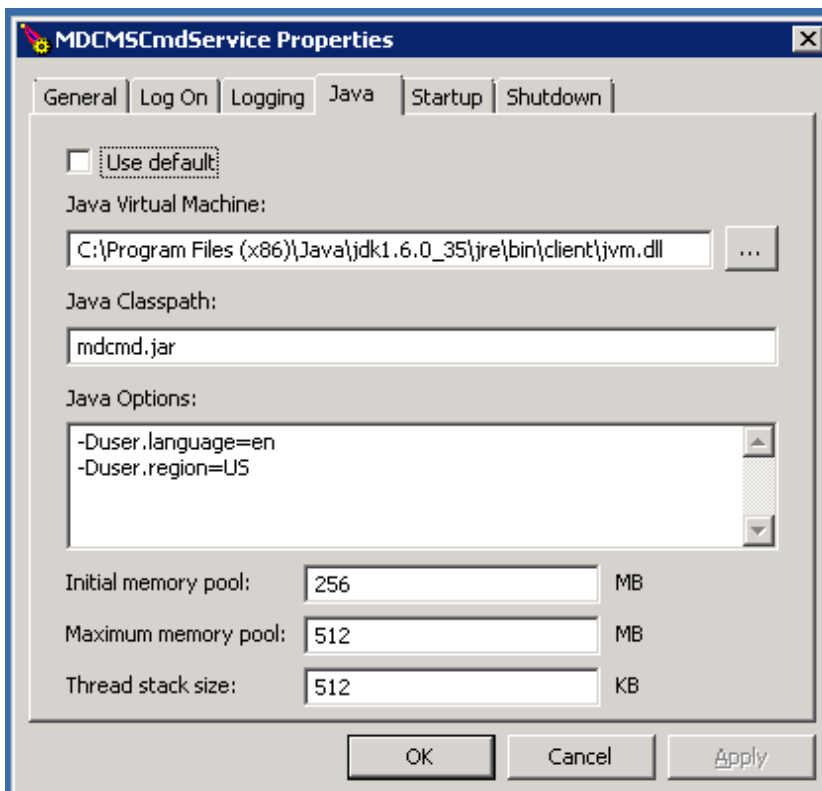 MDCMSCmdService Properties
General Log On Logging Java Startup Shutdown
Use default
Java Virtual Machine:
C:\Program Files (x86)\Java\jdk1.6.0_35\jre\bin\client\jvm.dll ...
Java Classpath:
mdcmd.jar
Java Options:
-Duser.language=en
-Duser.region=US
Initial memory pool: 256 MB
Maximum memory pool: 512 MB
Thread stack size: 512 KB
OK Cancel Apply